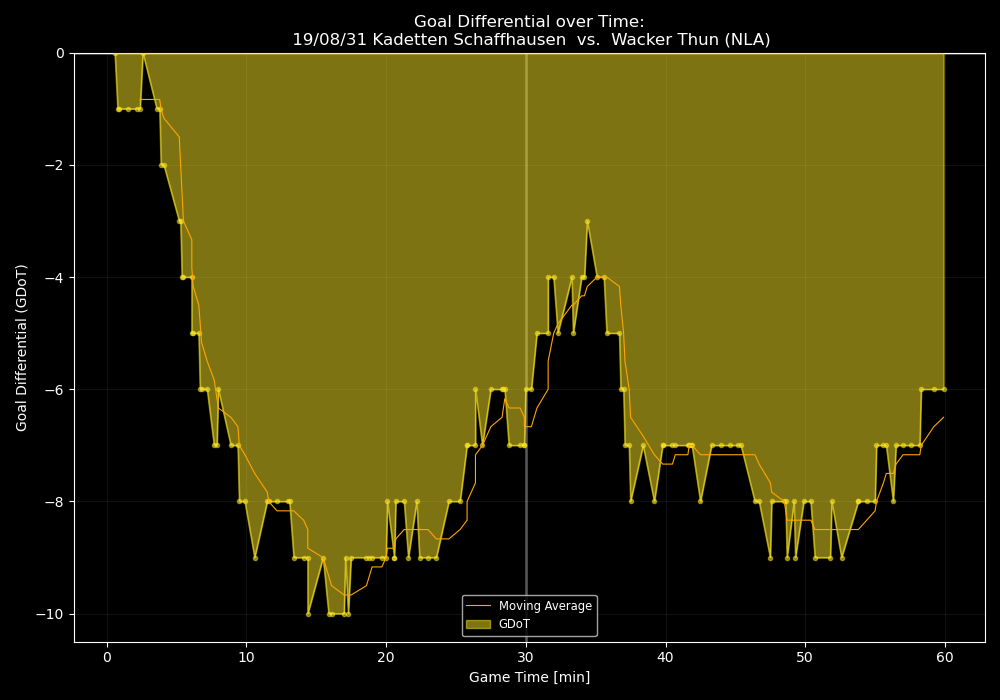 Goal Differential over Time:
19/08/31 Kadetten Schaffhausen  vs.  Wacker Thun (NLA)
Goal Differential (GDoT)
0
−2
−4
−6
−8
−10
0
10
20
30
40
50
60
Game Time [min]
Moving Average
GDoT